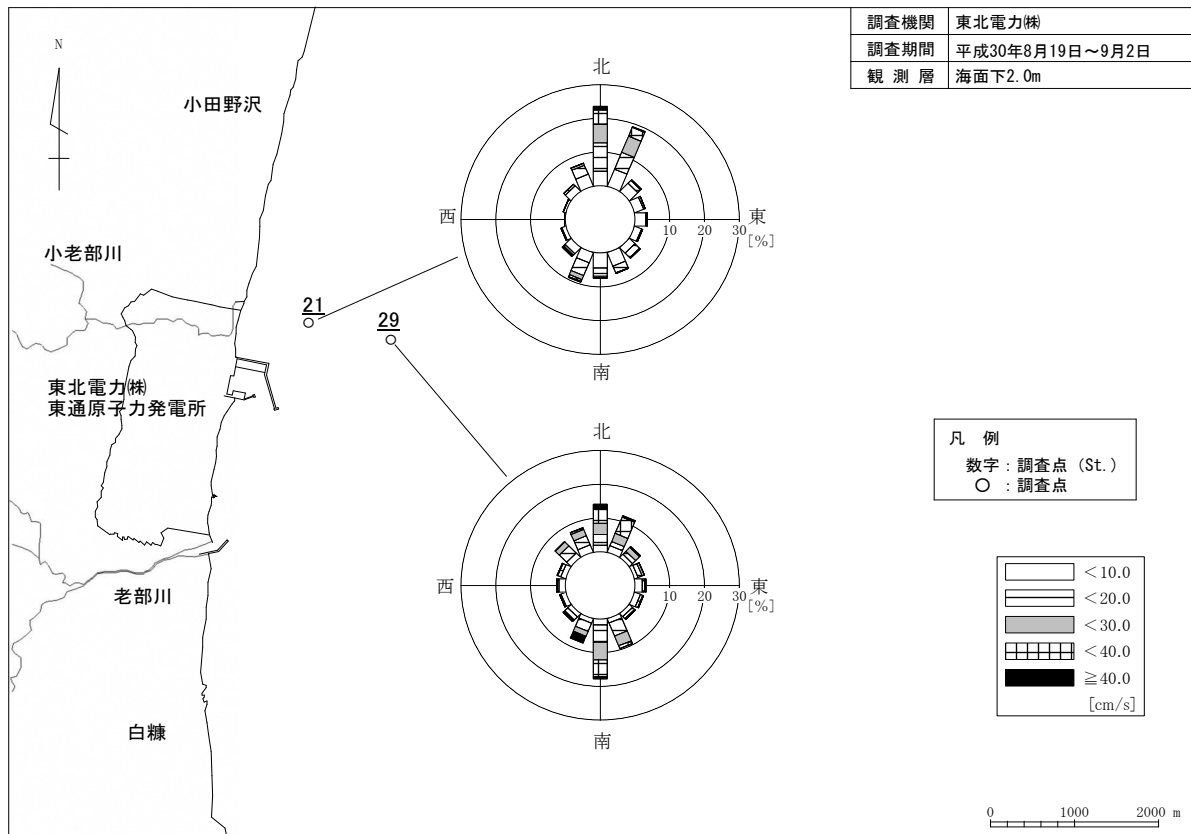 調査機関 東北電力㈱
調査期間 平成30年8月19日～9月2日
観 測 層 海面下2.0m
N
小田野沢
小老部川
東北電力㈱
東通原子力発電所
老部川
白糠
21
29
北
西
東
10 20 30
[%]
南
北
西
東
10 20 30
[%]
南
凡 例
数字：調査点 (St.)
○ ：調査点
＜10.0
＜20.0
＜30.0
＜40.0
≧40.0
[cm/s]
0 1000 2000 m